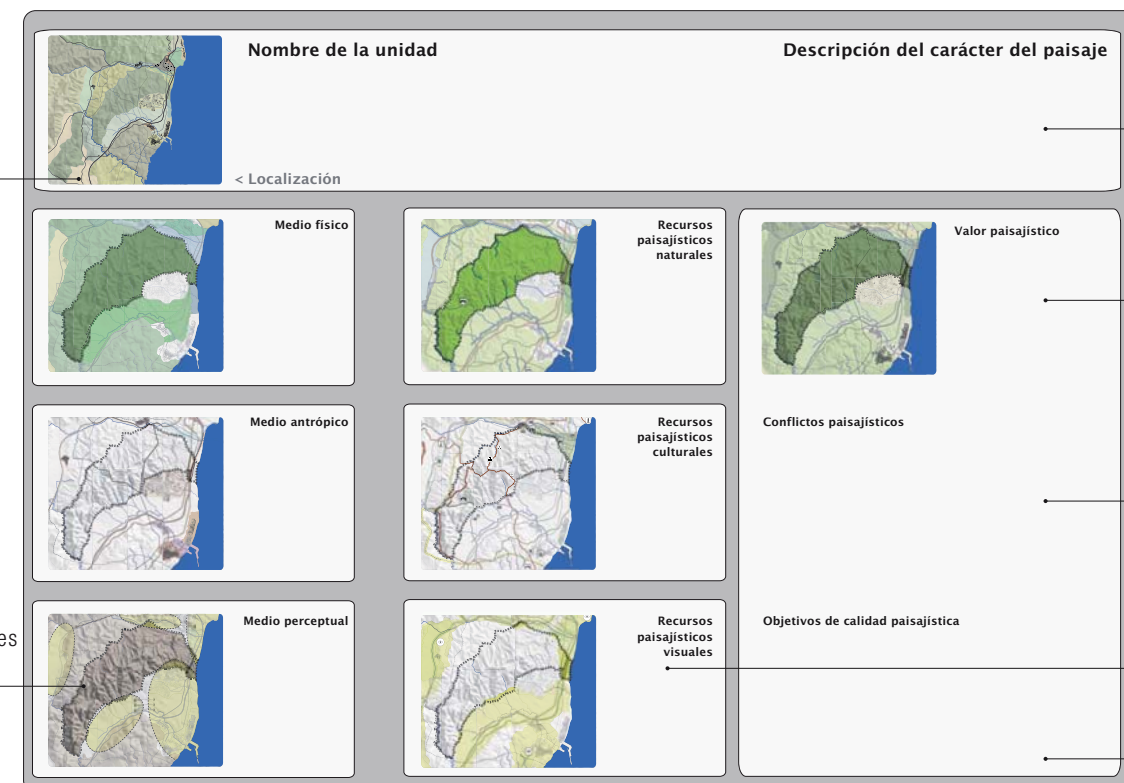 Nombre de la unidad
Descripción del carácter del paisaje
< Localización
Medio físico
Recursos
paisajísticos
naturales
Valor paisajístico
Medio antrópico
Recursos
paisajísticos
culturales
Conflictos paisajísticos
es
Medio perceptual
Recursos
paisajísticos
visuales
Objetivos de calidad paisajística